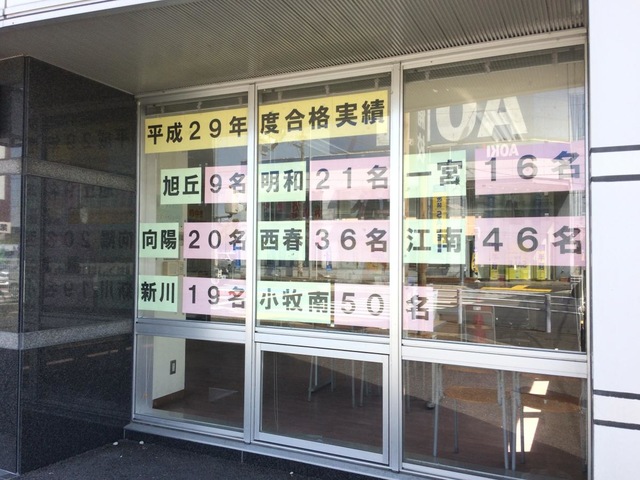 平成29年度合格実績
旭丘9名 明和21名 一宮16名
向陽20名 西春36名 江南46名
新川19名 小牧南50名
AOKI